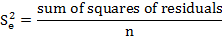 S²ₑ = sum of squares of residuals / n